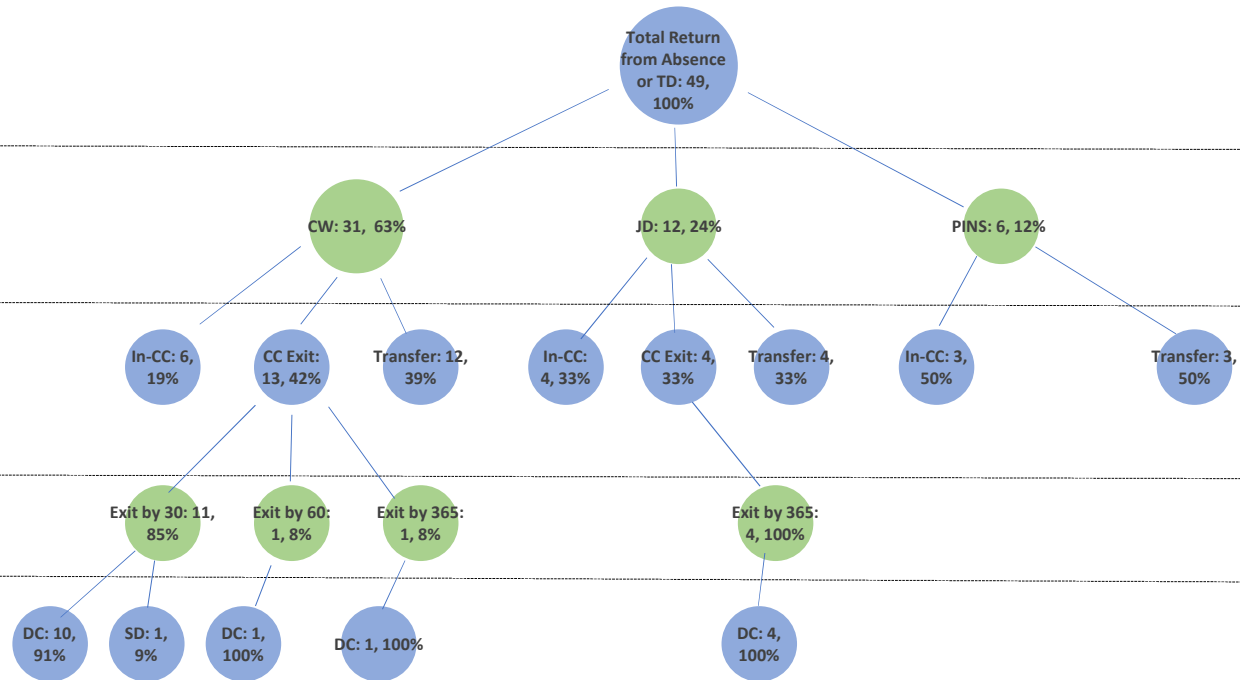 Total Return
from Absence
or TD: 49,
100%
CW: 31,  63%
JD: 12, 24%
PINS: 6, 12%
In-CC: 6,
19%
CC Exit:
13, 42%
Transfer: 12,
39%
In-CC:
4, 33%
CC Exit: 4,
33%
Transfer: 4,
33%
In-CC: 3,
50%
Transfer: 3,
50%
Exit by 30: 11,
85%
Exit by 60:
1, 8%
Exit by 365:
1, 8%
Exit by 365:
4, 100%
DC: 10,
91%
SD: 1,
9%
DC: 1,
100%
DC: 1, 100%
DC: 4,
100%